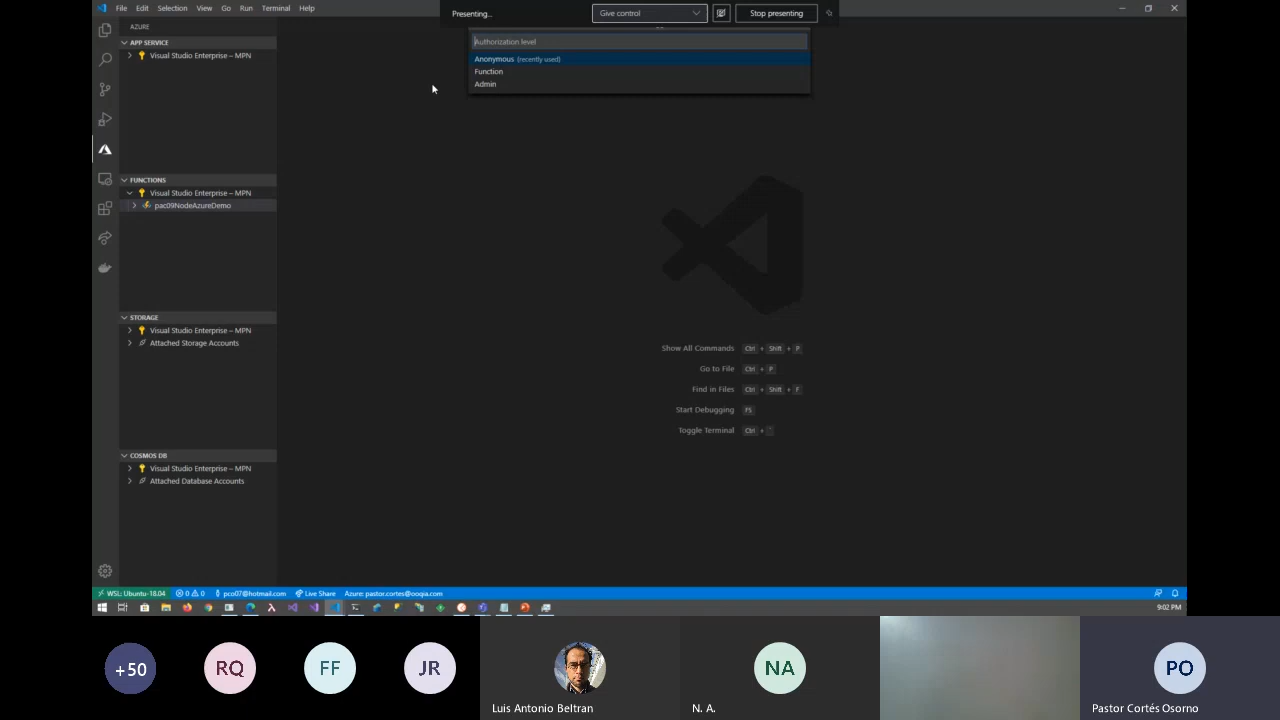 File Edit Selection View Go Run Terminal Help
Presenting...
Give control
Stop presenting
AZURE
Authorization level
APP SERVICE
Visual Studio Enterprise – MPN
Anonymous (recently used)
Function
Admin
FUNCTIONS
Visual Studio Enterprise – MPN
pac09NodeAzureDemo
STORAGE
Visual Studio Enterprise – MPN
Attached Storage Accounts
Show All Commands Ctrl + Shift + P
Go to File Ctrl + P
Find in Files Ctrl + Shift + F
Start Debugging F5
Toggle Terminal Ctrl + `
COSMOS DB
Visual Studio Enterprise – MPN
Attached Database Accounts
WSL: Ubuntu-18.04 0 0 pco07@hotmail.com Live Share Azure: pastor.cortes@ooqia.com
9:02 PM
+50
RQ
FF
JR
NA
PO
Luis Antonio Beltran
N. A.
Pastor Cortés Osorno